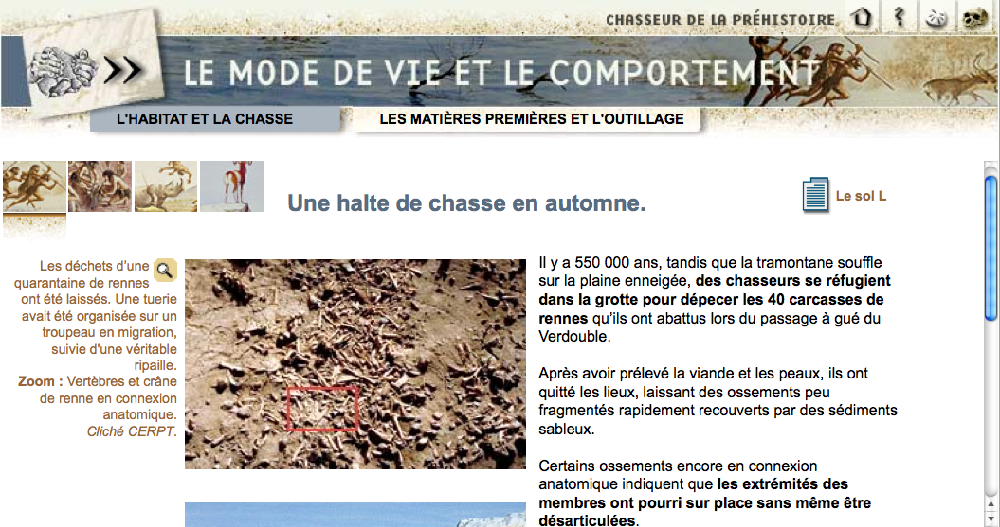 CHASSEUR DE LA PRÉHISTOIRE
LE MODE DE VIE ET LE COMPORTEMENT
L'HABITAT ET LA CHASSE
LES MATIÈRES PREMIÈRES ET L'OUTILLAGE
Une halte de chasse en automne.
Le sol L
Les déchets d'une
quarantaine de rennes
ont été laissés. Une tuerie
avait été organisée sur un
troupeau en migration,
suivie d'une véritable
ripaille.
Zoom : Vertèbres et crâne
de renne en connexion
anatomique.
Cliché CERPT.
Il y a 550 000 ans, tandis que la tramontane souffle
sur la plaine enneigée, des chasseurs se réfugient
dans la grotte pour dépecer les 40 carcasses de
rennes qu'ils ont abattus lors du passage à gué du
Verdouble.
Après avoir prélevé la viande et les peaux, ils ont
quitté les lieux, laissant des ossements peu
fragmentés rapidement recouverts par des sédiments
sableux.
Certains ossements encore en connexion
anatomique indiquent que les extrémités des
membres ont pourri sur place sans même être
désarticulées.